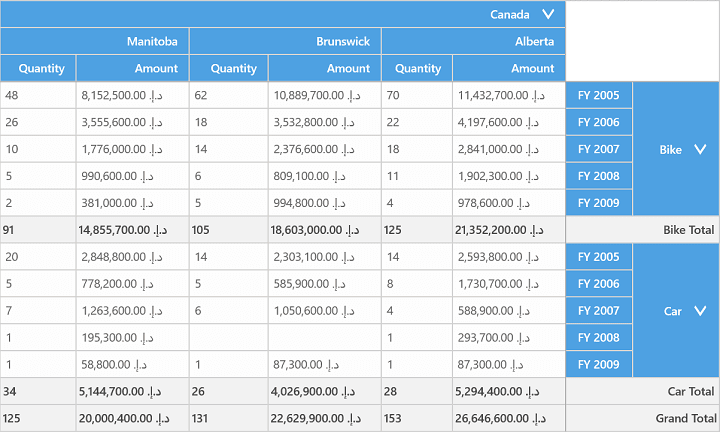 Canada
Manitoba Brunswick Alberta
Quantity Amount Quantity Amount Quantity Amount
48 8,152,500.00 د.إ. 62 10,889,700.00 د.إ. 70 11,432,700.00 د.إ. FY 2005
26 3,555,600.00 د.إ. 18 3,532,800.00 د.إ. 22 4,197,600.00 د.إ. FY 2006
10 1,776,000.00 د.إ. 14 2,376,600.00 د.إ. 18 2,841,000.00 د.إ. FY 2007 Bike
5 990,600.00 د.إ. 6 809,100.00 د.إ. 11 1,902,300.00 د.إ. FY 2008
2 381,000.00 د.إ. 5 994,800.00 د.إ. 4 978,600.00 د.إ. FY 2009
91 14,855,700.00 د.إ. 105 18,603,000.00 د.إ. 125 21,352,200.00 د.إ. Bike Total
20 2,848,800.00 د.إ. 14 2,303,100.00 د.إ. 14 2,593,800.00 د.إ. FY 2005
5 778,200.00 د.إ. 5 585,900.00 د.إ. 8 1,730,700.00 د.إ. FY 2006
7 1,263,600.00 د.إ. 6 1,050,600.00 د.إ. 4 588,900.00 د.إ. FY 2007 Car
1 195,300.00 د.إ. 1 293,700.00 د.إ. FY 2008
1 58,800.00 د.إ. 1 87,300.00 د.إ. 1 87,300.00 د.إ. FY 2009
34 5,144,700.00 د.إ. 26 4,026,900.00 د.إ. 28 5,294,400.00 د.إ. Car Total
125 20,000,400.00 د.إ. 131 22,629,900.00 د.إ. 153 26,646,600.00 د.إ. Grand Total